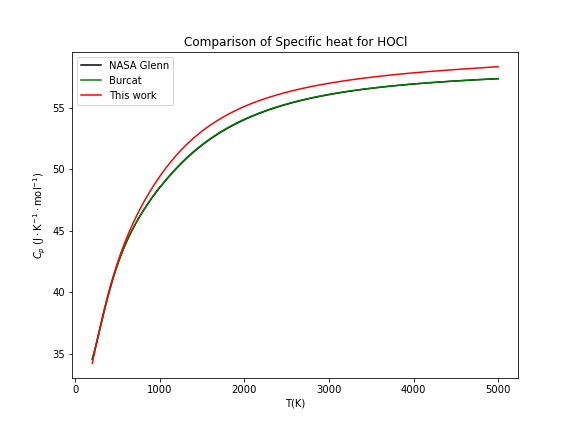 Comparison of Specific heat for HOCl
NASA Glenn
Burcat
This work
55
50
45
40
35
C_p (J · K⁻¹ · mol⁻¹)
0 1000 2000 3000 4000 5000
T(K)